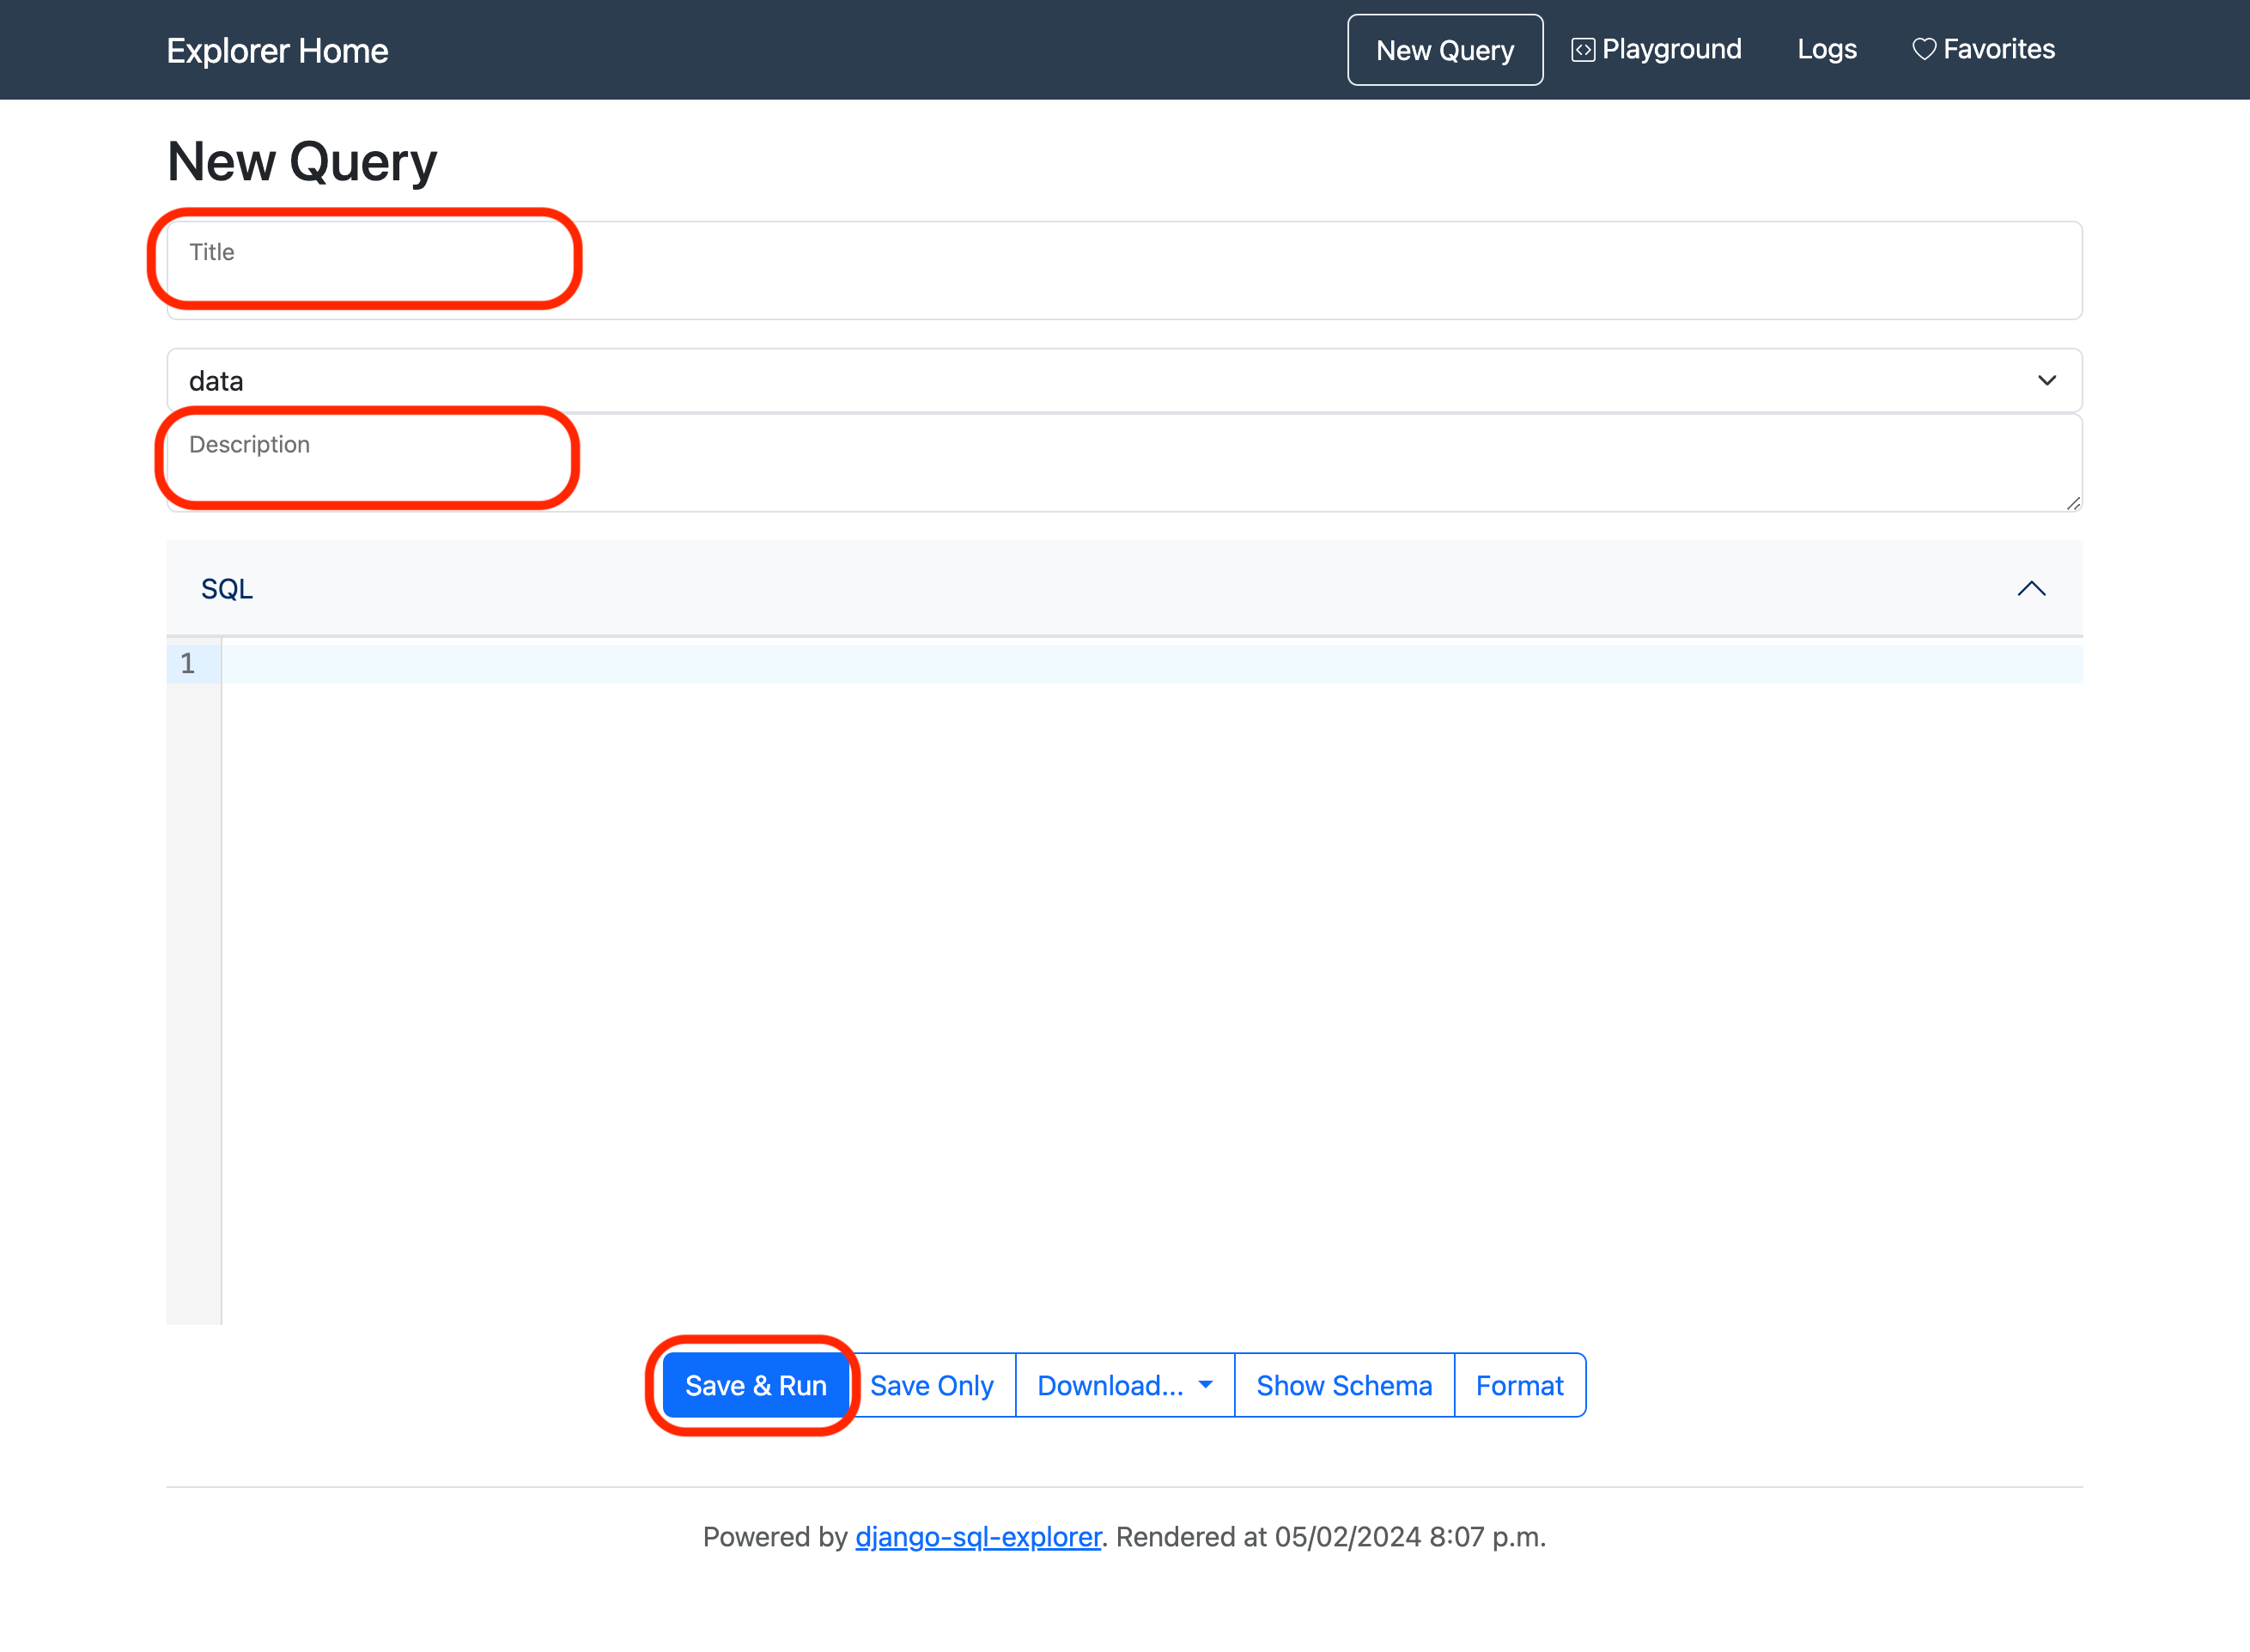 Explorer Home
New Query
Playground
Logs
Favorites
New Query
Title
data
Description
SQL
1
Save & Run
Save Only
Download...
Show Schema
Format
Powered by django-sql-explorer. Rendered at 05/02/2024 8:07 p.m.